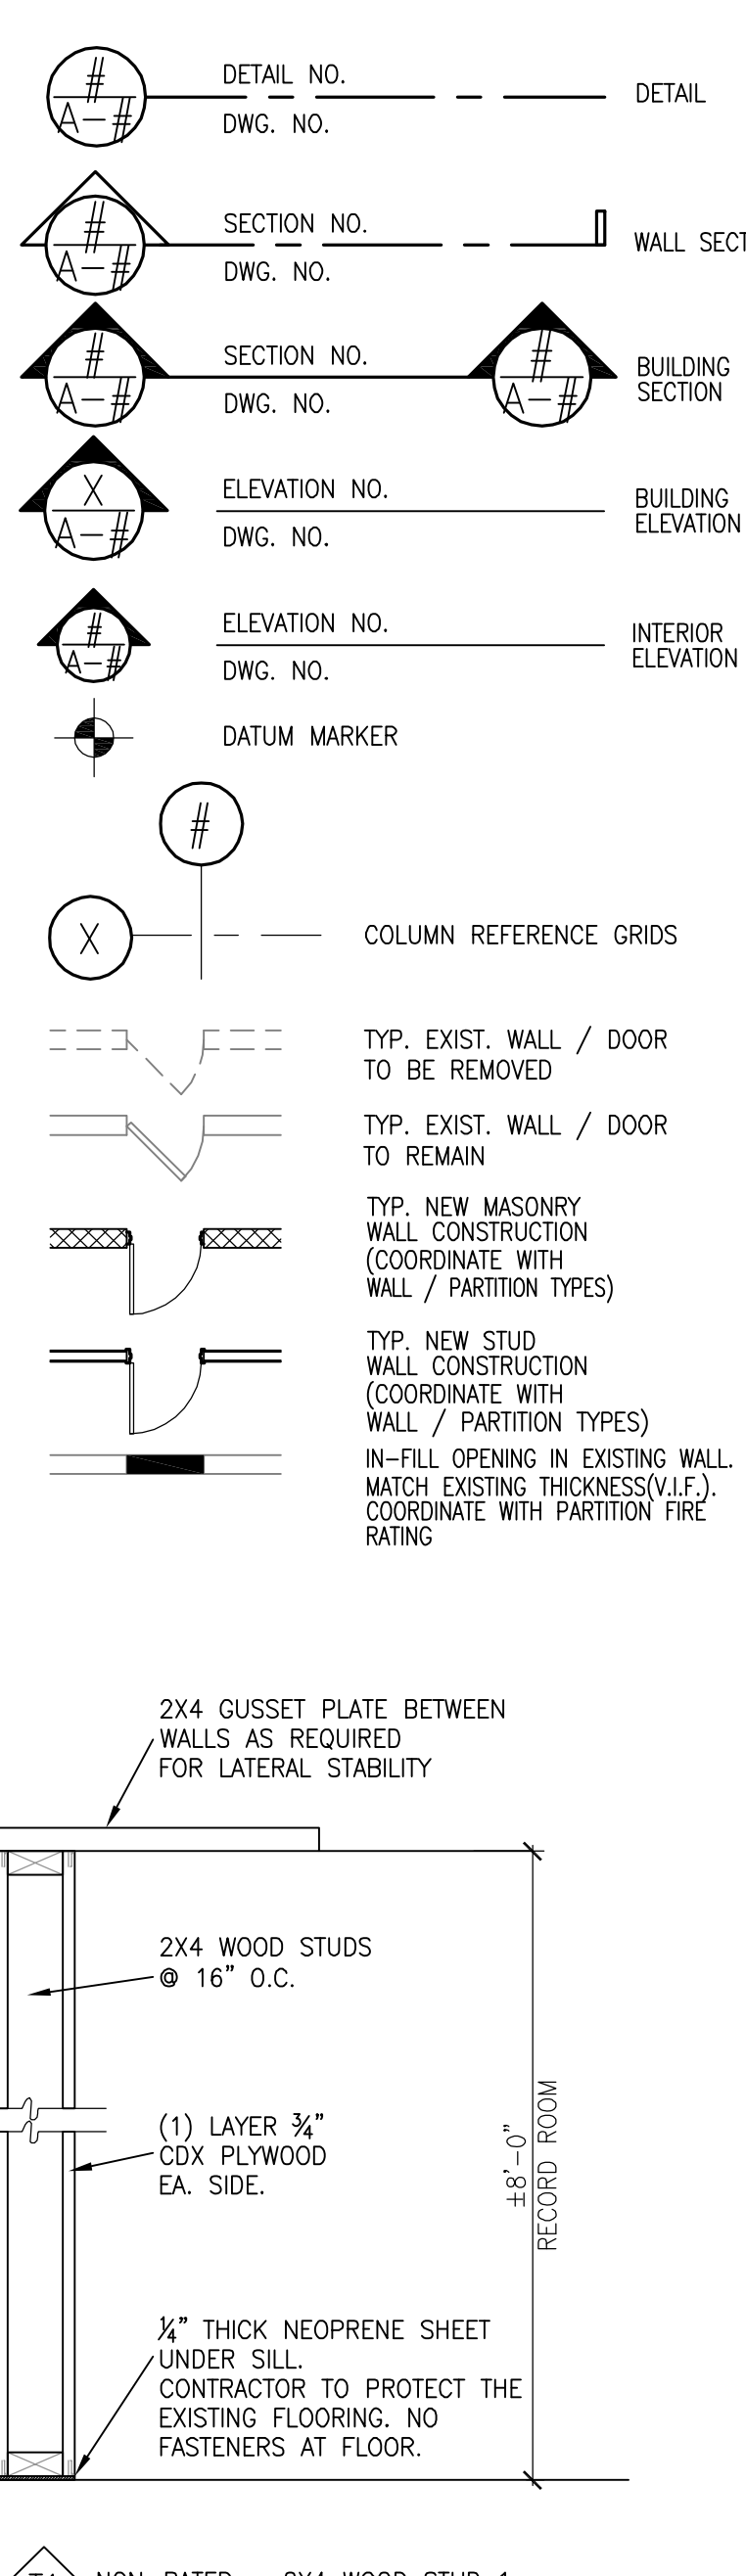 #
A-#
DETAIL NO.
DWG. NO.
DETAIL
#
A-#
SECTION NO.
DWG. NO.
WALL SECT
#
A-#
SECTION NO.
DWG. NO.
#
A-#
BUILDING
SECTION
X
A-#
ELEVATION NO.
DWG. NO.
BUILDING
ELEVATION
#
A-#
ELEVATION NO.
DWG. NO.
INTERIOR
ELEVATION
DATUM MARKER
#
X
COLUMN REFERENCE GRIDS
TYP. EXIST. WALL / DOOR
TO BE REMOVED
TYP. EXIST. WALL / DOOR
TO REMAIN
TYP. NEW MASONRY
WALL CONSTRUCTION
(COORDINATE WITH
WALL / PARTITION TYPES)
TYP. NEW STUD
WALL CONSTRUCTION
(COORDINATE WITH
WALL / PARTITION TYPES)
IN-FILL OPENING IN EXISTING WALL.
MATCH EXISTING THICKNESS(V.I.F.).
COORDINATE WITH PARTITION FIRE
RATING
2X4 GUSSET PLATE BETWEEN
WALLS AS REQUIRED
FOR LATERAL STABILITY
2X4 WOOD STUDS
@ 16" O.C.
(1) LAYER ¾"
CDX PLYWOOD
EA. SIDE.
±8'-0"
RECORD ROOM
¼" THICK NEOPRENE SHEET
UNDER SILL.
CONTRACTOR TO PROTECT THE
EXISTING FLOORING. NO
FASTENERS AT FLOOR.